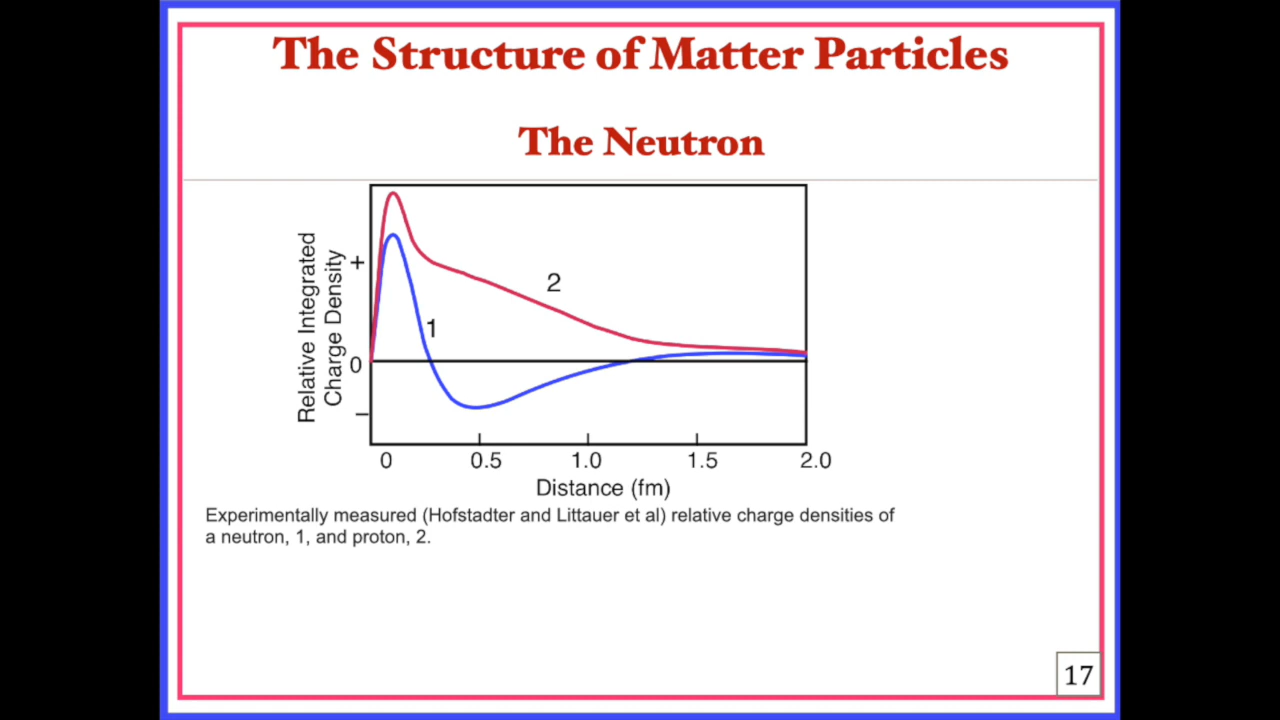 The Structure of Matter Particles
The Neutron
Relative Integrated
Charge Density
+
0
–
2
1
0 0.5 1.0 1.5 2.0
Distance (fm)
Experimentally measured (Hofstadter and Littauer et al) relative charge densities of
a neutron, 1, and proton, 2.
17